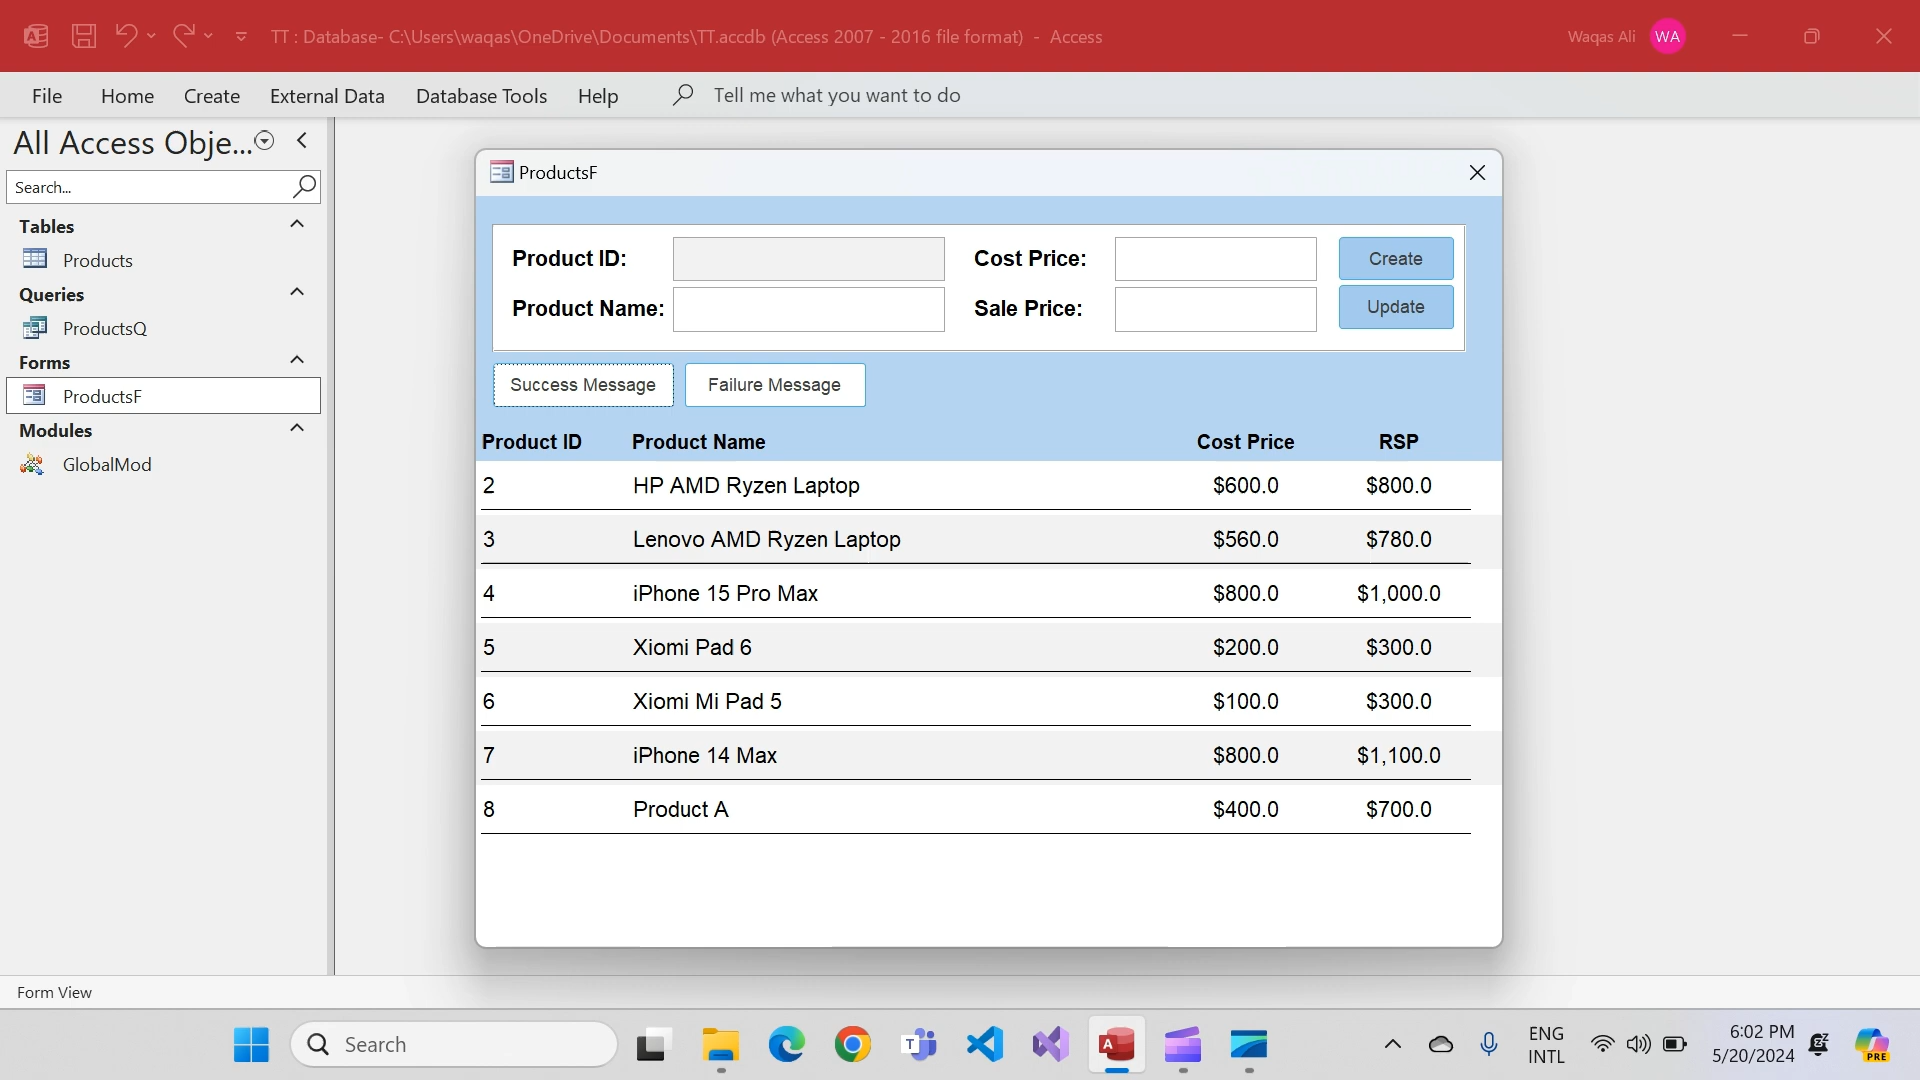 TT : Database- C:\Users\waqas\OneDrive\Documents\TT.accdb (Access 2007 - 2016 file format) - Access
Waqas Ali WA
File Home Create External Data Database Tools Help Tell me what you want to do
All Access Obje...
Search...
Tables
Products
Queries
ProductsQ
Forms
ProductsF
Modules
GlobalMod
ProductsF
Product ID: Cost Price: Create
Product Name: Sale Price: Update
Success Message Failure Message
Product ID Product Name Cost Price RSP
2 HP AMD Ryzen Laptop $600.0 $800.0
3 Lenovo AMD Ryzen Laptop $560.0 $780.0
4 iPhone 15 Pro Max $800.0 $1,000.0
5 Xiomi Pad 6 $200.0 $300.0
6 Xiomi Mi Pad 5 $100.0 $300.0
7 iPhone 14 Max $800.0 $1,100.0
8 Product A $400.0 $700.0
Form View
Search
ENG
INTL
6:02 PM
5/20/2024
PRE